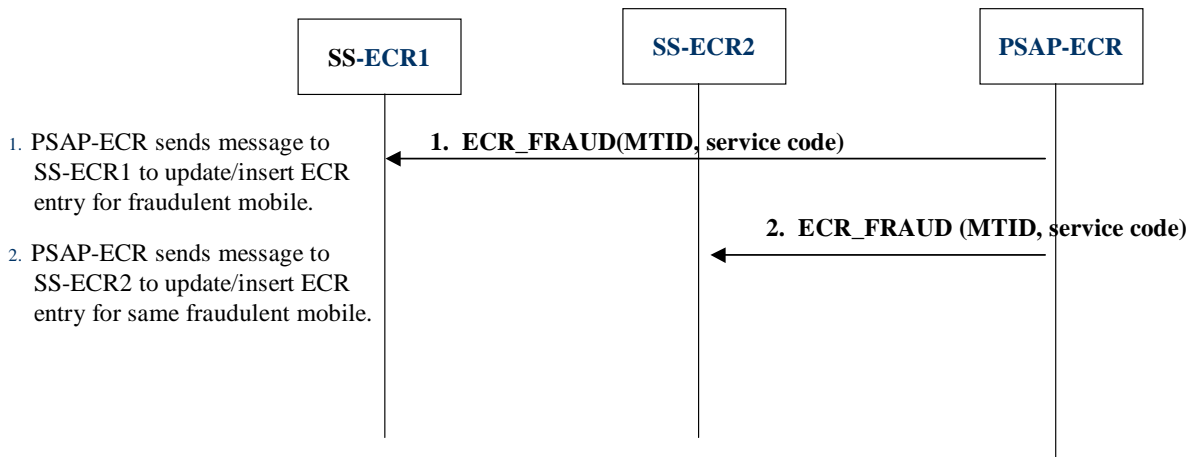 SS-ECR1
SS-ECR2
PSAP-ECR
1. PSAP-ECR sends message to
SS-ECR1 to update/insert ECR
entry for fraudulent mobile.
1. ECR_FRAUD(MTID, service code)
2. PSAP-ECR sends message to
SS-ECR2 to update/insert ECR
entry for same fraudulent mobile.
2. ECR_FRAUD (MTID, service code)